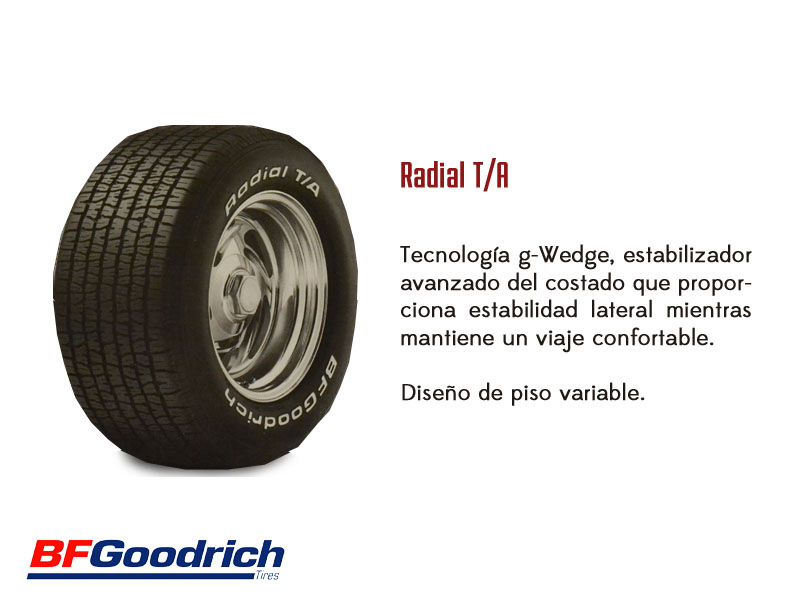 Radial T/A
Radial T/A
Tecnología g-Wedge, estabilizador
avanzado del costado que propor-
ciona estabilidad lateral mientras
mantiene un viaje confortable.
BFGoodrich
Diseño de piso variable.
BFGoodrich
Tires